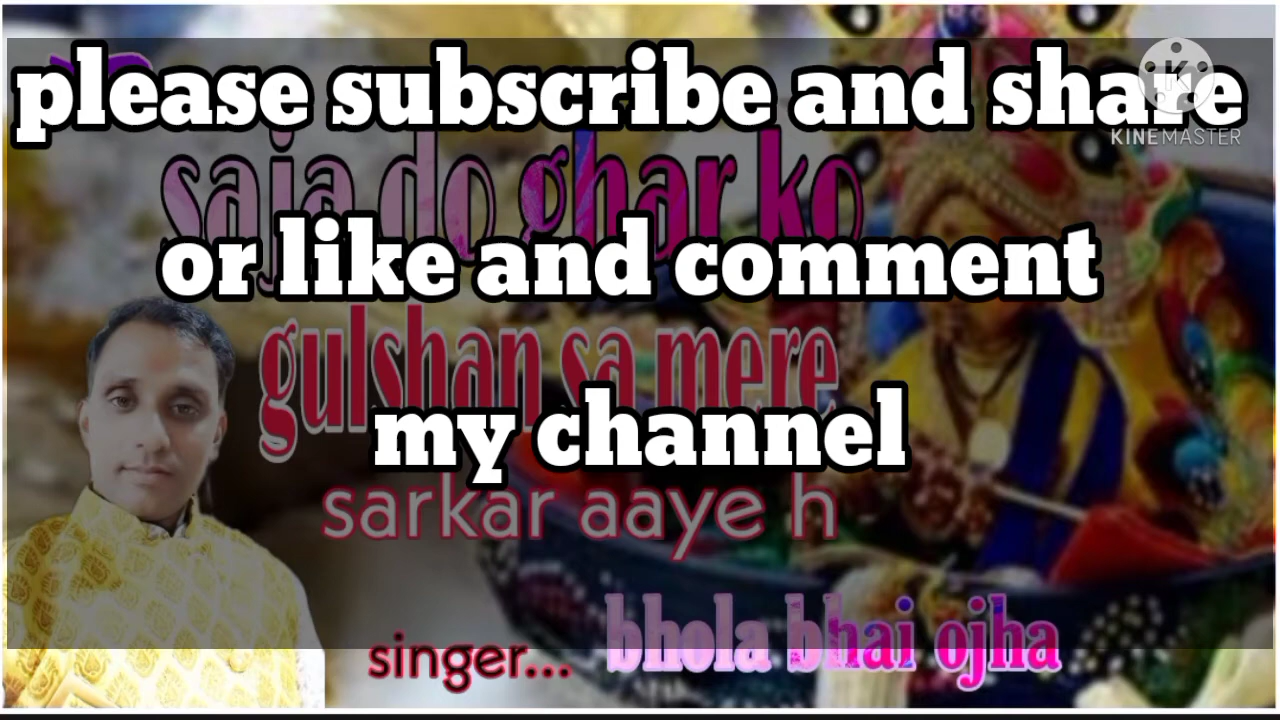 please subscribe and share
KINEMASTER
saja do ghar ko
or like and comment
gulshan sa mere
my channel
sarkar aaye h
singer... bhola bhai ojha